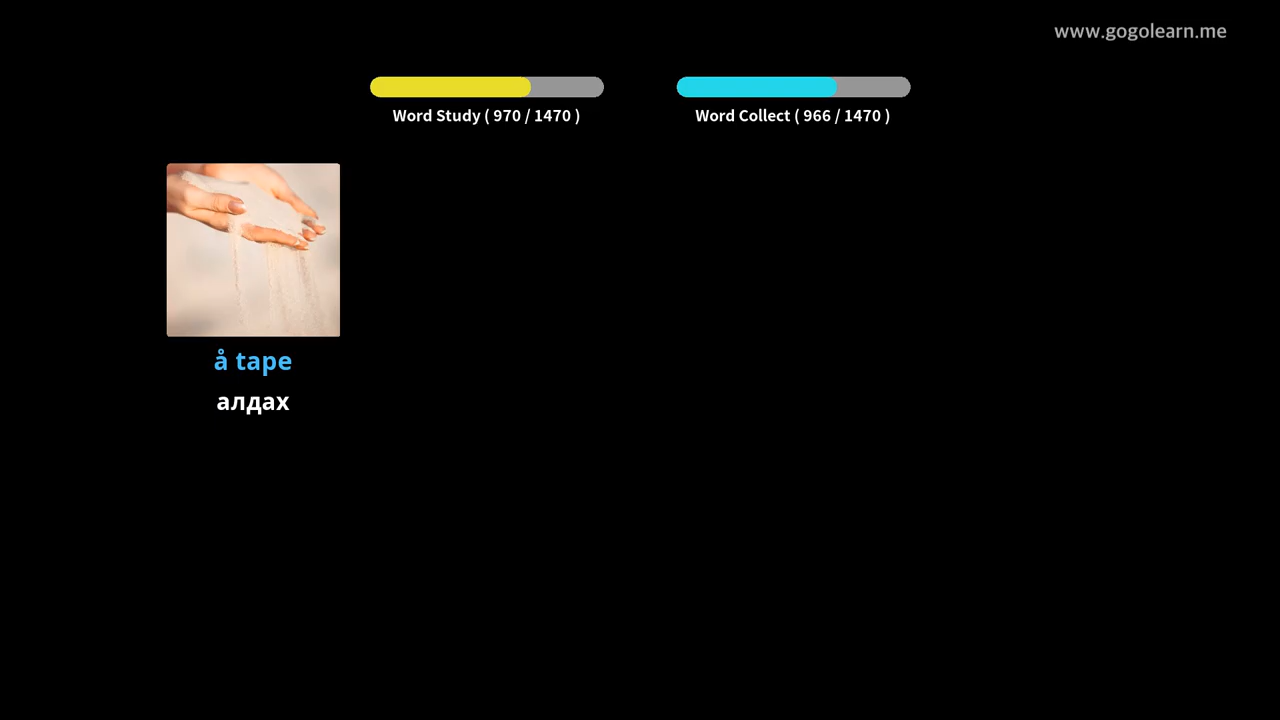 www.gogolearn.me
Word Study ( 970 / 1470 )
Word Collect ( 966 / 1470 )
å tape
алдах